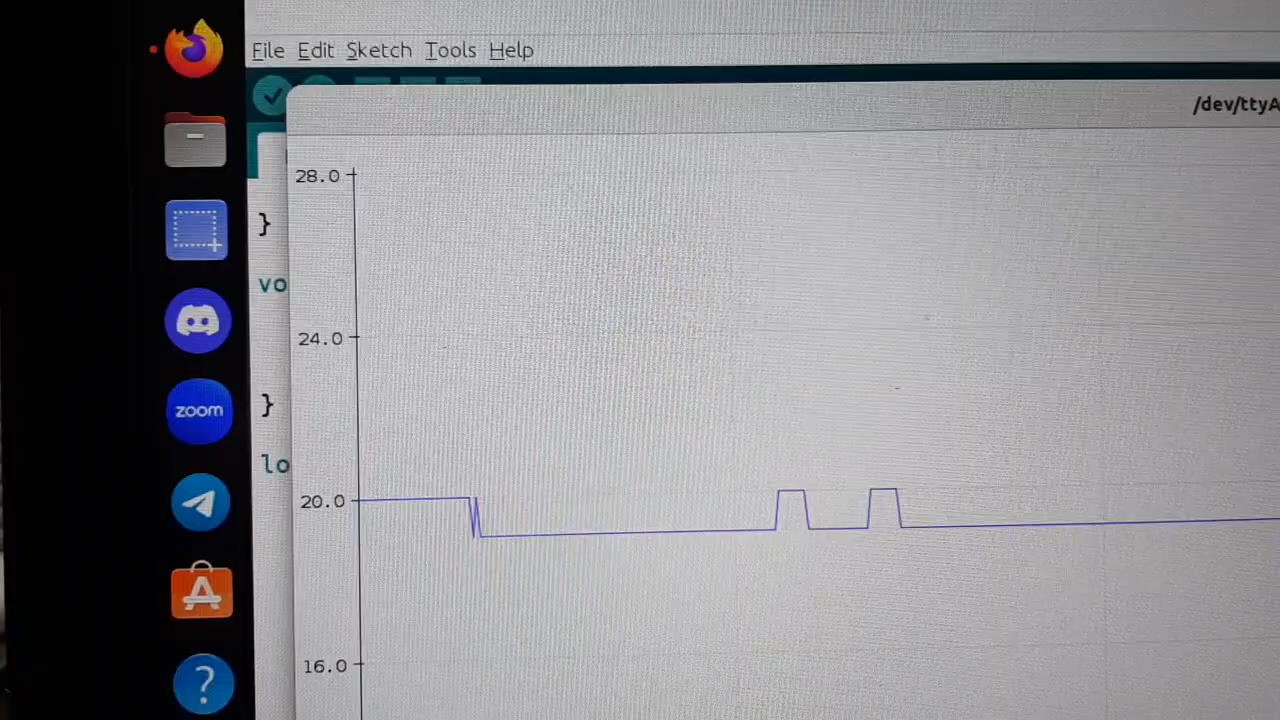 File Edit Sketch Tools Help
/dev/ttyA
28.0
}
vo
24.0
zoom
}
lo
20.0
16.0
?